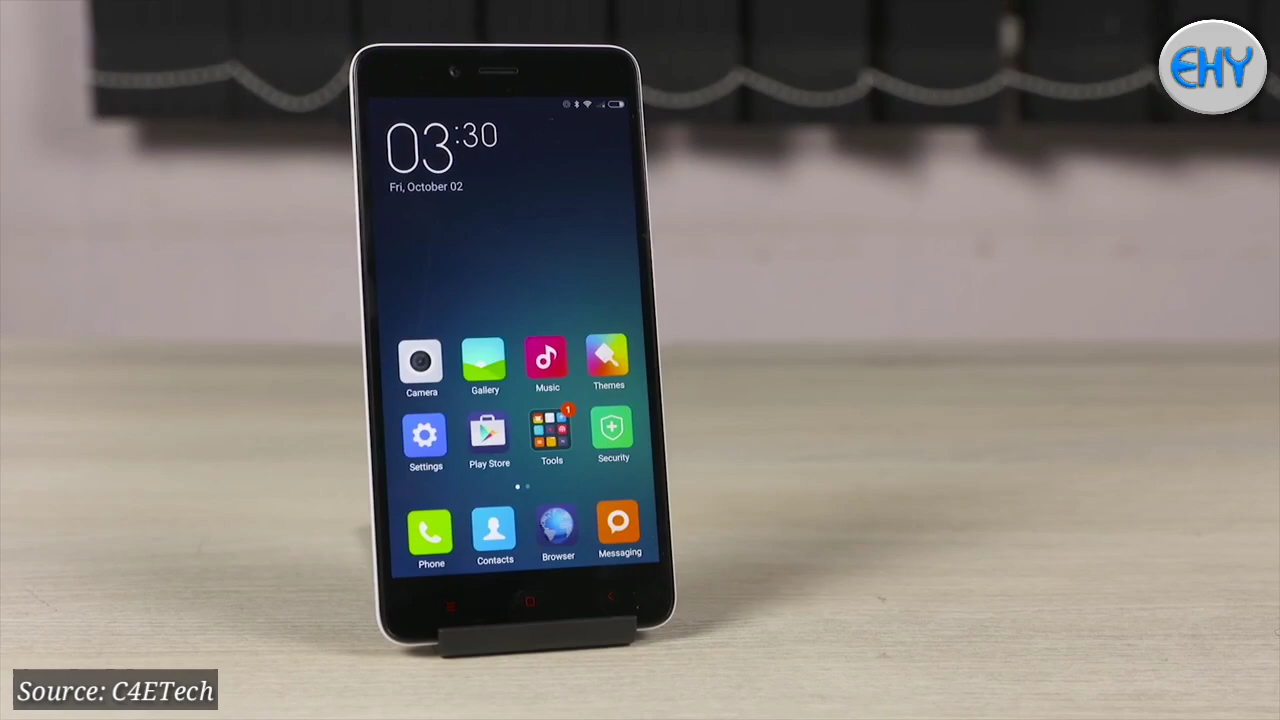 EHY
03:30
Fri, October 02
Camera
Gallery
Music
Themes
1
Settings
Play Store
Tools
Security
Phone
Contacts
Browser
Messaging
Source: C4ETech